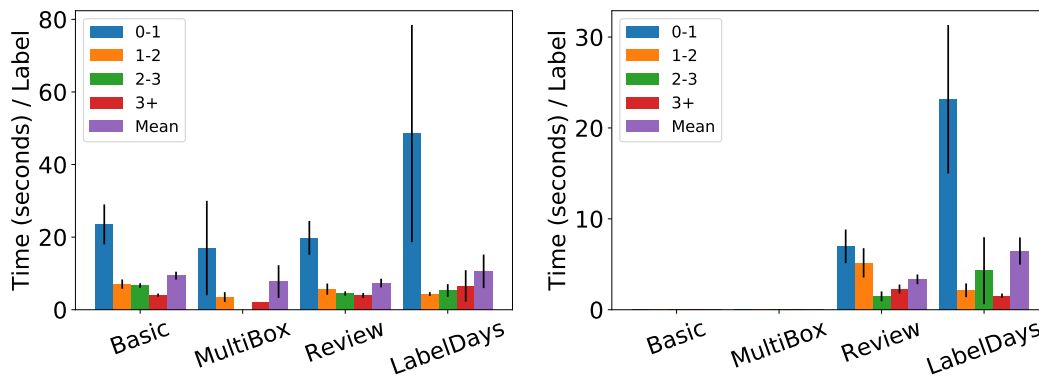 Time (seconds) / Label
80
60
40
20
0
0-1
1-2
2-3
3+
Mean
Basic
MultiBox
Review
LabelDays
Time (seconds) / Label
30
20
10
0
0-1
1-2
2-3
3+
Mean
Basic
MultiBox
Review
LabelDays